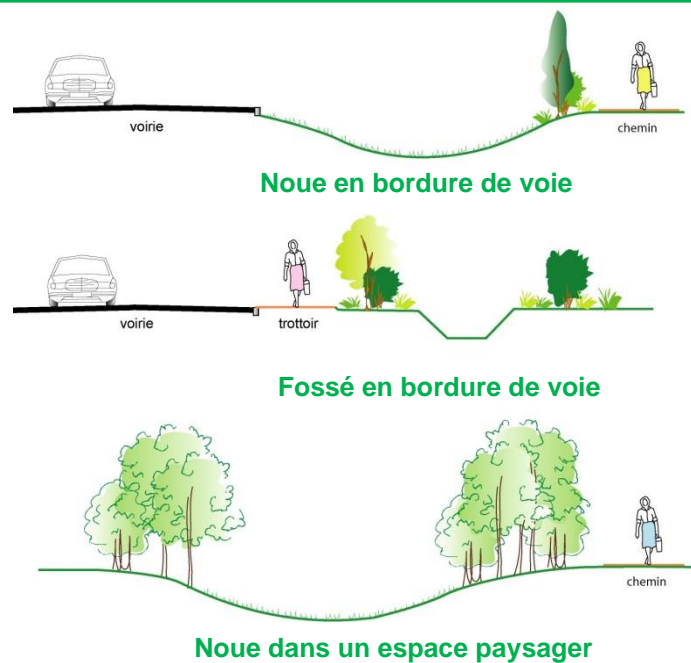 voirie
chemin
Noue en bordure de voie
voirie
trottoir
Fossé en bordure de voie
chemin
Noue dans un espace paysager